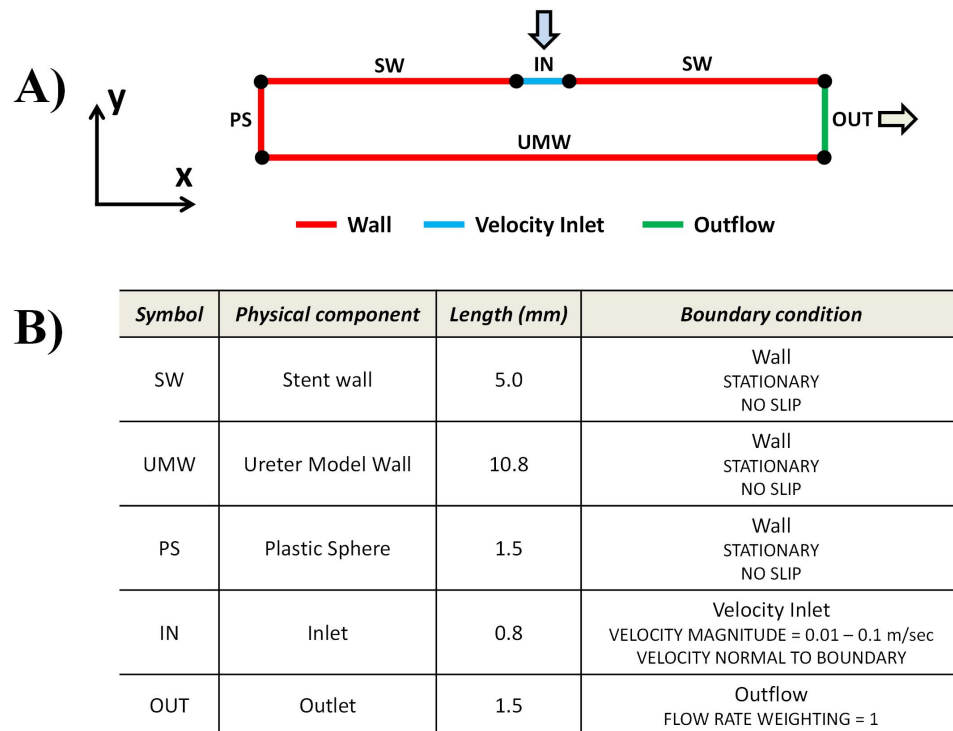 A)
y
x
SW
IN
SW
PS
OUT
UMW
Wall
Velocity Inlet
Outflow
B)
Symbol Physical component Length (mm) Boundary condition
SW Stent wall 5.0 Wall
STATIONARY
NO SLIP
UMW Ureter Model Wall 10.8 Wall
STATIONARY
NO SLIP
PS Plastic Sphere 1.5 Wall
STATIONARY
NO SLIP
IN Inlet 0.8 Velocity Inlet
VELOCITY MAGNITUDE = 0.01 – 0.1 m/sec
VELOCITY NORMAL TO BOUNDARY
OUT Outlet 1.5 Outflow
FLOW RATE WEIGHTING = 1